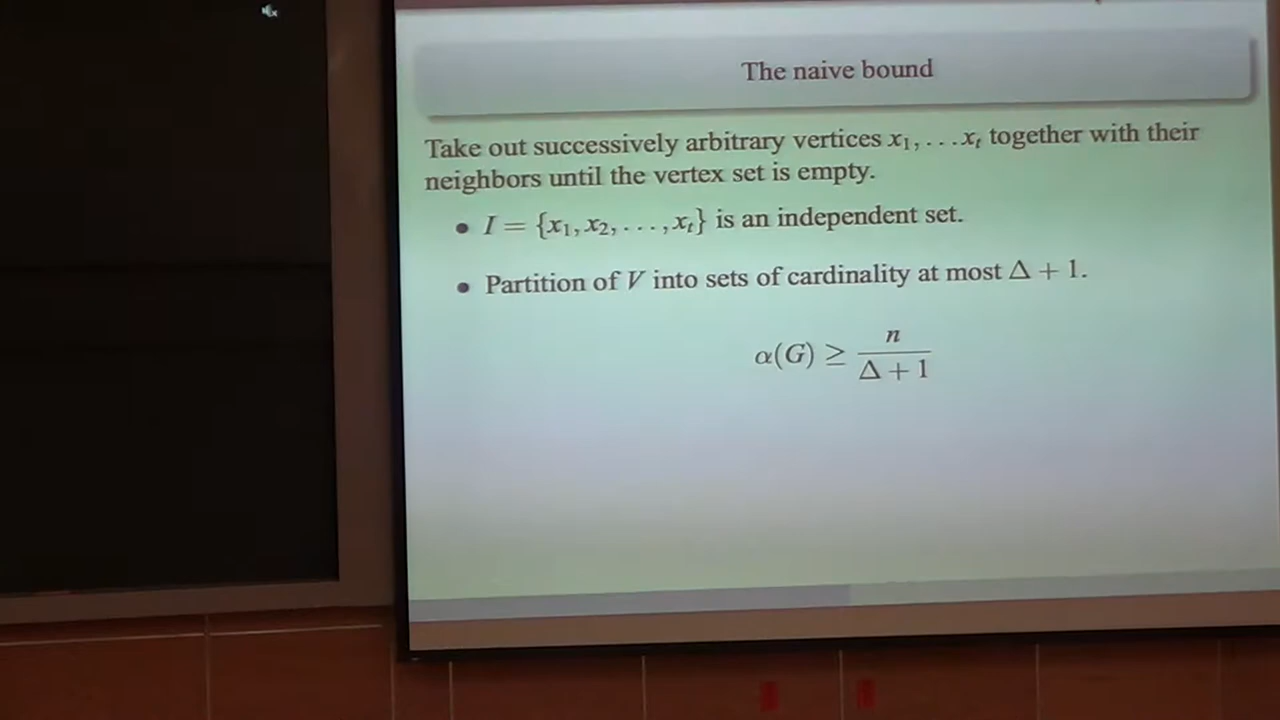 The naive bound
Take out successively arbitrary vertices x₁, . . . xₜ together with their
neighbors until the vertex set is empty.
• I = {x₁, x₂, . . . , xₜ} is an independent set.
• Partition of V into sets of cardinality at most Δ + 1.
α(G) ≥ n / (Δ + 1)